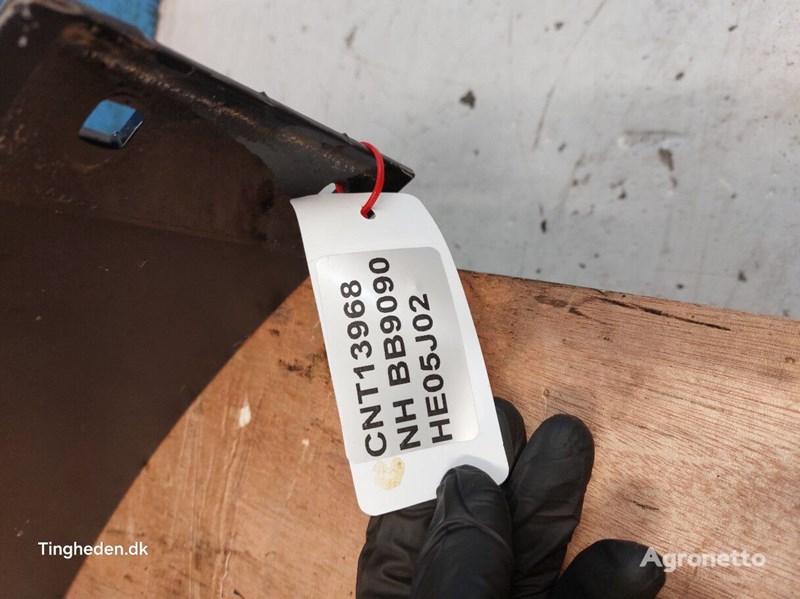 CNT13968
NH BB9090
HE05J02
Tingheden.dk
Agronetto